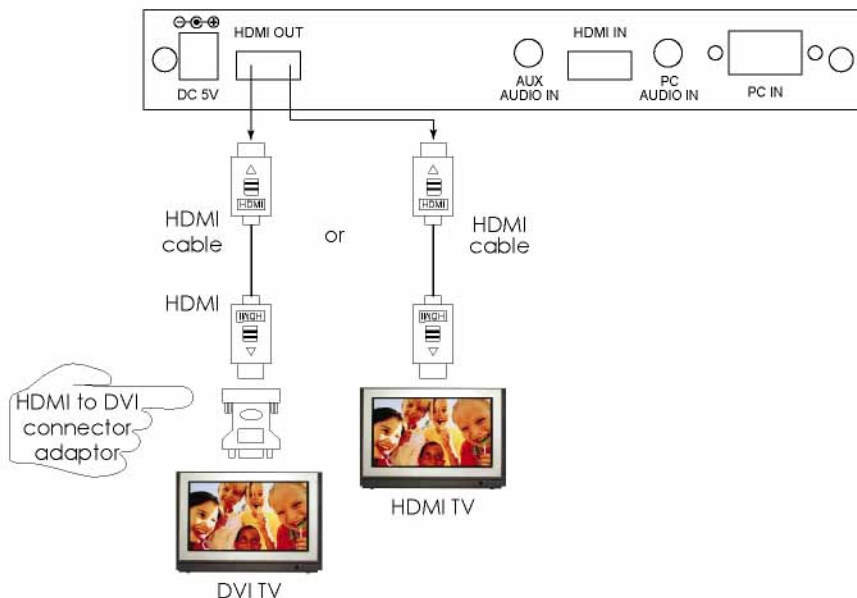 HDMI OUT
HDMI IN
DC 5V
AUX
AUDIO IN
PC
AUDIO IN
PC IN
HDMI
HDMI
HDMI
cable
or
HDMI
cable
HDMI
HDMI
HDMI
HDMI to DVI
connector
adaptor
HDMI TV
DVI TV